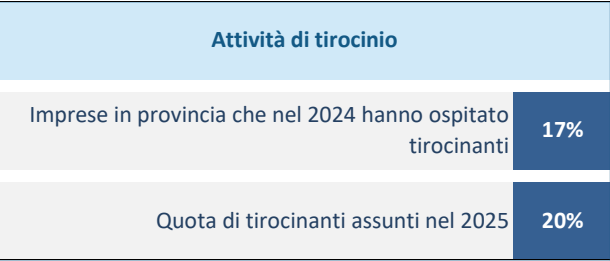 Attività di tirocinio
Imprese in provincia che nel 2024 hanno ospitato
tirocinanti
17%
Quota di tirocinanti assunti nel 2025
20%